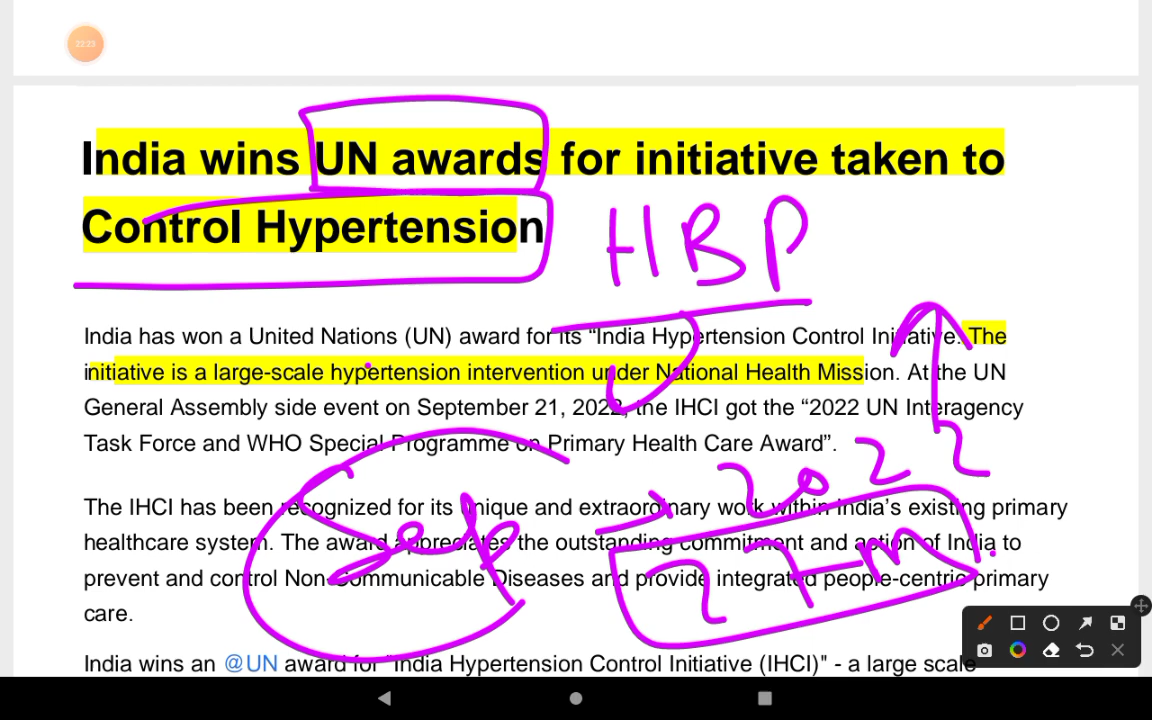 22:23
India wins UN awards for initiative taken to
Control Hypertension
HBP
India has won a United Nations (UN) award for its “India Hypertension Control Initiative. The
initiative is a large-scale hypertension intervention under National Health Mission. At the UN
General Assembly side event on September 21, 2022, the IHCI got the “2022 UN Interagency
Task Force and WHO Special Programme on Primary Health Care Award”.
2022
The IHCI has been recognized for its unique and extraordinary work within India’s existing primary
Sep
healthcare system. The award appreciates the outstanding commitment and action of India to
prevent and control Non-Communicable Diseases and provide integrated people-centric primary
care.
India wins an @UN award for "India Hypertension Control Initiative (IHCI)" - a large scale